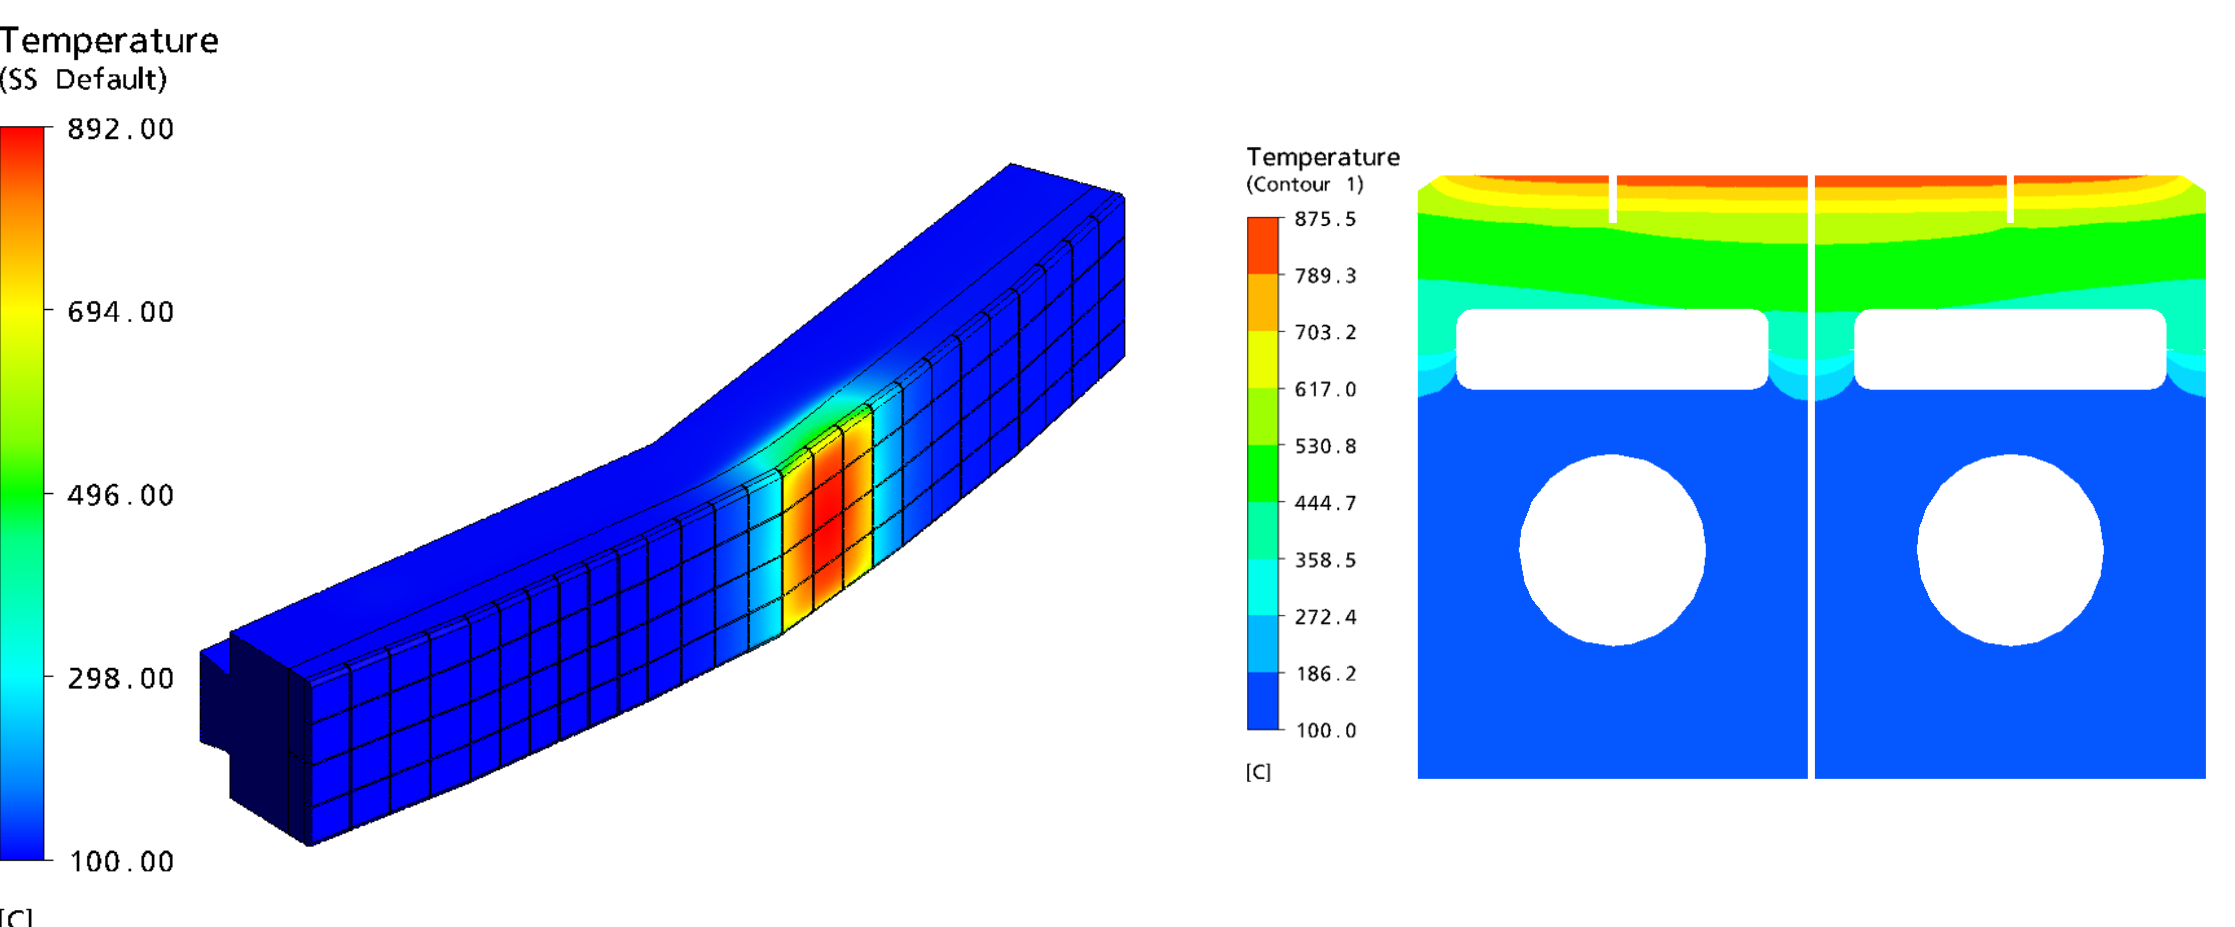 Temperature
(SS Default)
892.00
694.00
496.00
298.00
100.00
[C]
Temperature
(Contour 1)
875.5
789.3
703.2
617.0
530.8
444.7
358.5
272.4
186.2
100.0
[C]